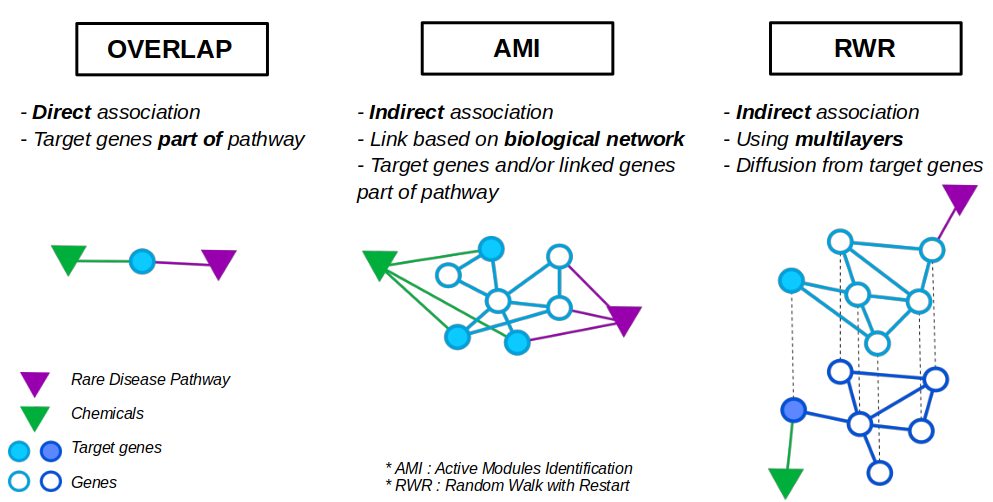 OVERLAP
- Direct association
- Target genes part of pathway
AMI
- Indirect association
- Link based on biological network
- Target genes and/or linked genes
part of pathway
RWR
- Indirect association
- Using multilayers
- Diffusion from target genes
Rare Disease Pathway
Chemicals
Target genes
Genes
* AMI : Active Modules Identification
* RWR : Random Walk with Restart